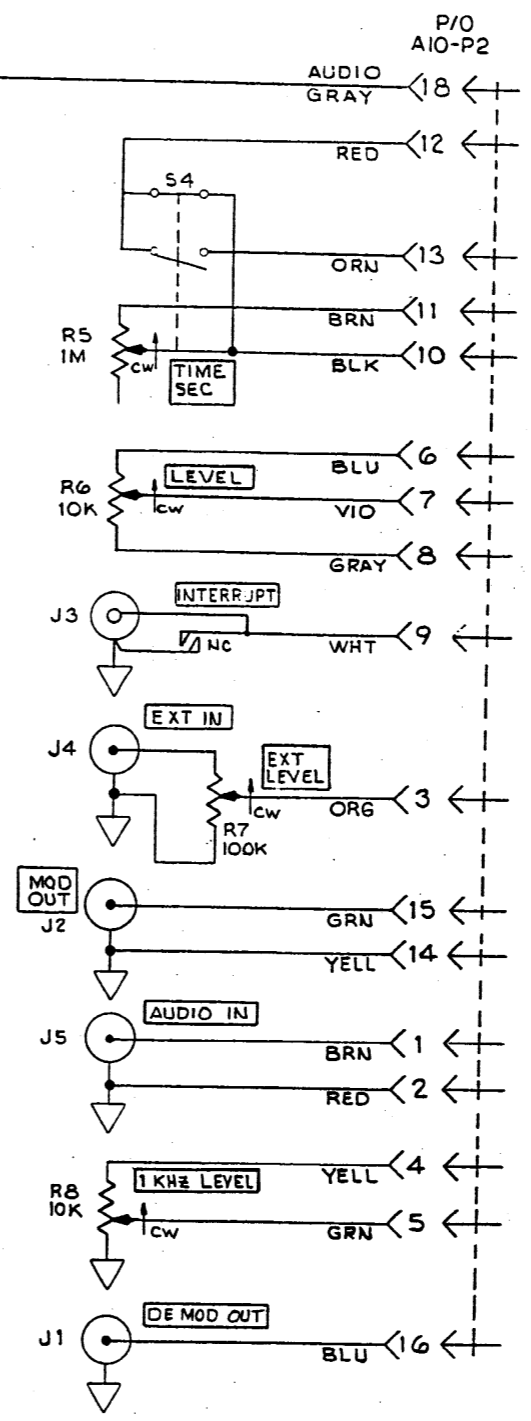 P/O
A10-P2
AUDIO
GRAY 18
RED 12
S4
ORN 13
BRN 11
R5
1M
CW
TIME
SEC
BLK 10
BLU 6
R6
10K
LEVEL
CW
VIO 7
GRAY 8
INTERRUPT
J3
NC
WHT 9
EXT IN
J4
EXT
LEVEL
CW
R7
100K
ORG 3
MOD
OUT
J2
GRN 15
YELL 14
AUDIO IN
J5
BRN 1
RED 2
YELL 4
R8
10K
1 KHz LEVEL
CW
GRN 5
DE MOD OUT
J1
BLU 16